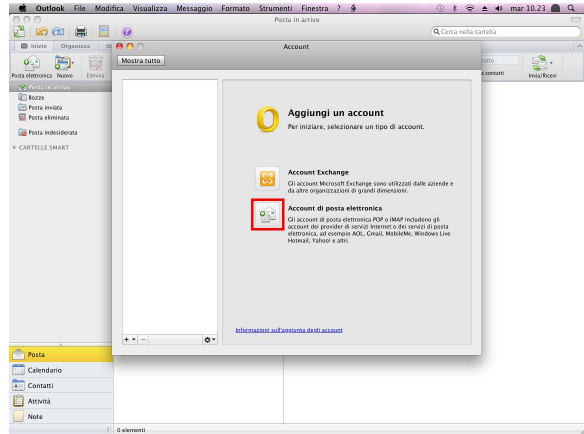 Outlook File Modifica Visualizza Messaggio Formato Strumenti Finestra ? mar 10.23
Posta in arrivo
Cerca nella cartella
Inizio Organizza
Account
Mostra tutto
Posta elettronica Nuovo Elimina
contatti Invia/Ricevi
Posta in arrivo
Bozze
Posta inviata
Posta eliminata
Posta indesiderata
CARTELLE SMART
Aggiungi un account
Per iniziare, selezionare un tipo di account.
Account Exchange
Gli account Microsoft Exchange sono utilizzati dalle aziende e
da altre organizzazioni di grandi dimensioni.
Account di posta elettronica
Gli account di posta elettronica POP o IMAP includono gli
account dei provider di servizi Internet o dei servizi di posta
elettronica, ad esempio AOL, Gmail, MobileMe, Windows Live
Hotmail, Yahoo! e altri.
Informazioni sull'aggiunta degli account
Posta
Calendario
Contatti
Attività
Note
0 elementi